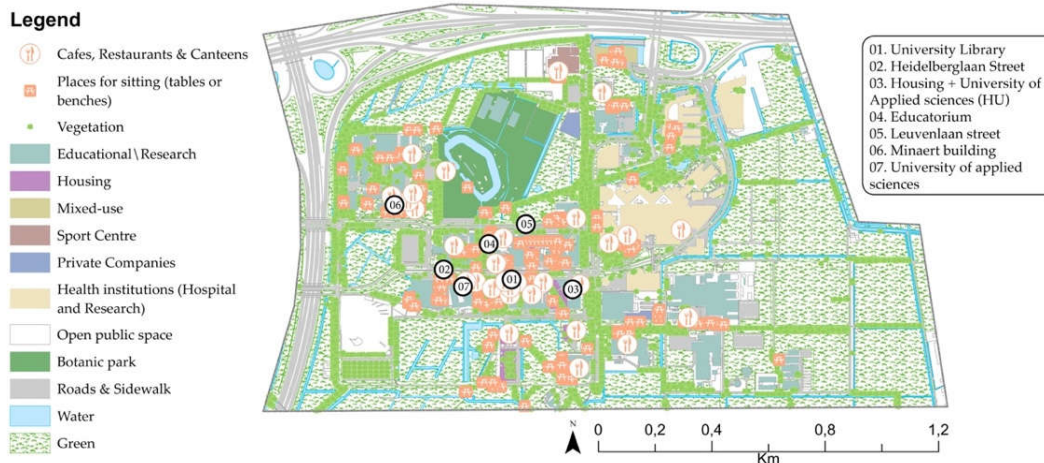 Legend
Cafes, Restaurants & Canteens
Places for sitting (tables or
benches)
Vegetation
Educational\Research
Housing
Mixed-use
Sport Centre
Private Companies
Health institutions (Hospital
and Research)
Open public space
Botanic park
Roads & Sidewalk
Water
Green
01. University Library
02. Heidelberglaan Street
03. Housing + University of
Applied sciences (HU)
04. Educatorium
05. Leuvenlaan street
06. Minaert building
07. University of applied
sciences
06
05
04
02
07
01
03
N
0 0,2 0,4 0,8 1,2
Km